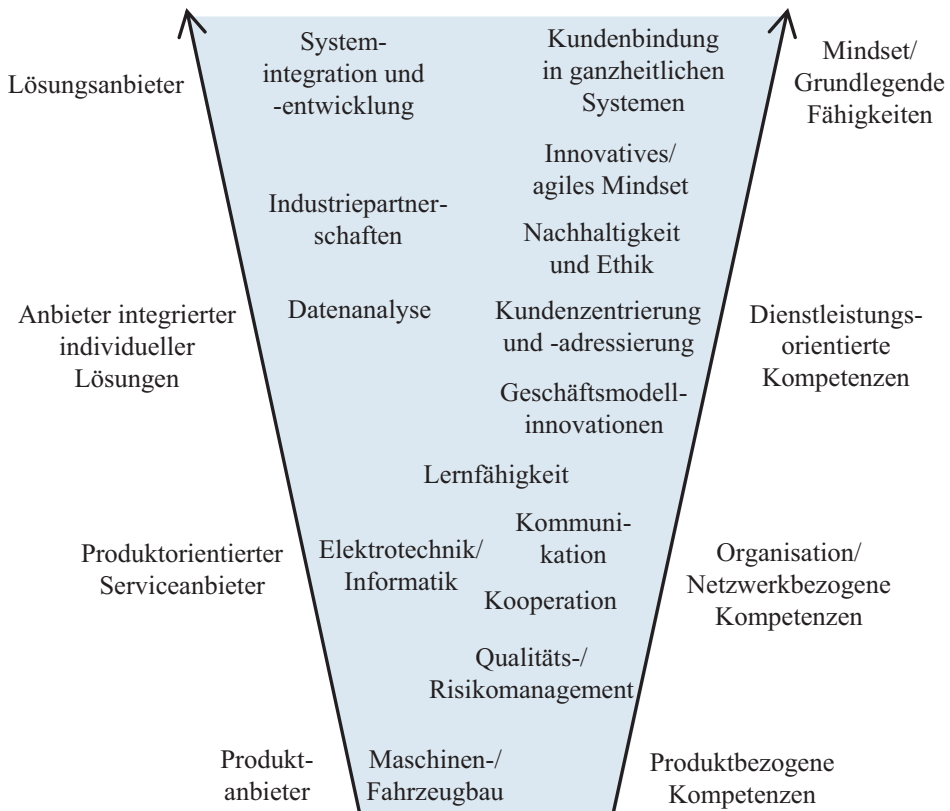 Lösungsanbieter
System-
integration und
-entwicklung
Kundenbindung
in ganzheitlichen
Systemen
Mindset/
Grundlegende
Fähigkeiten
Innovatives/
agiles Mindset
Industriepartner-
schaften
Nachhaltigkeit
und Ethik
Anbieter integrierter
individueller
Lösungen
Datenanalyse
Kundenzentrierung
und -adressierung
Dienstleistungs-
orientierte
Kompetenzen
Geschäftsmodell-
innovationen
Lernfähigkeit
Produktorientierter
Serviceanbieter
Elektrotechnik/
Informatik
Kommuni-
kation
Kooperation
Organisation/
Netzwerkbezogene
Kompetenzen
Qualitäts-/
Risikomanagement
Produkt-
anbieter
Maschinen-/
Fahrzeugbau
Produktbezogene
Kompetenzen